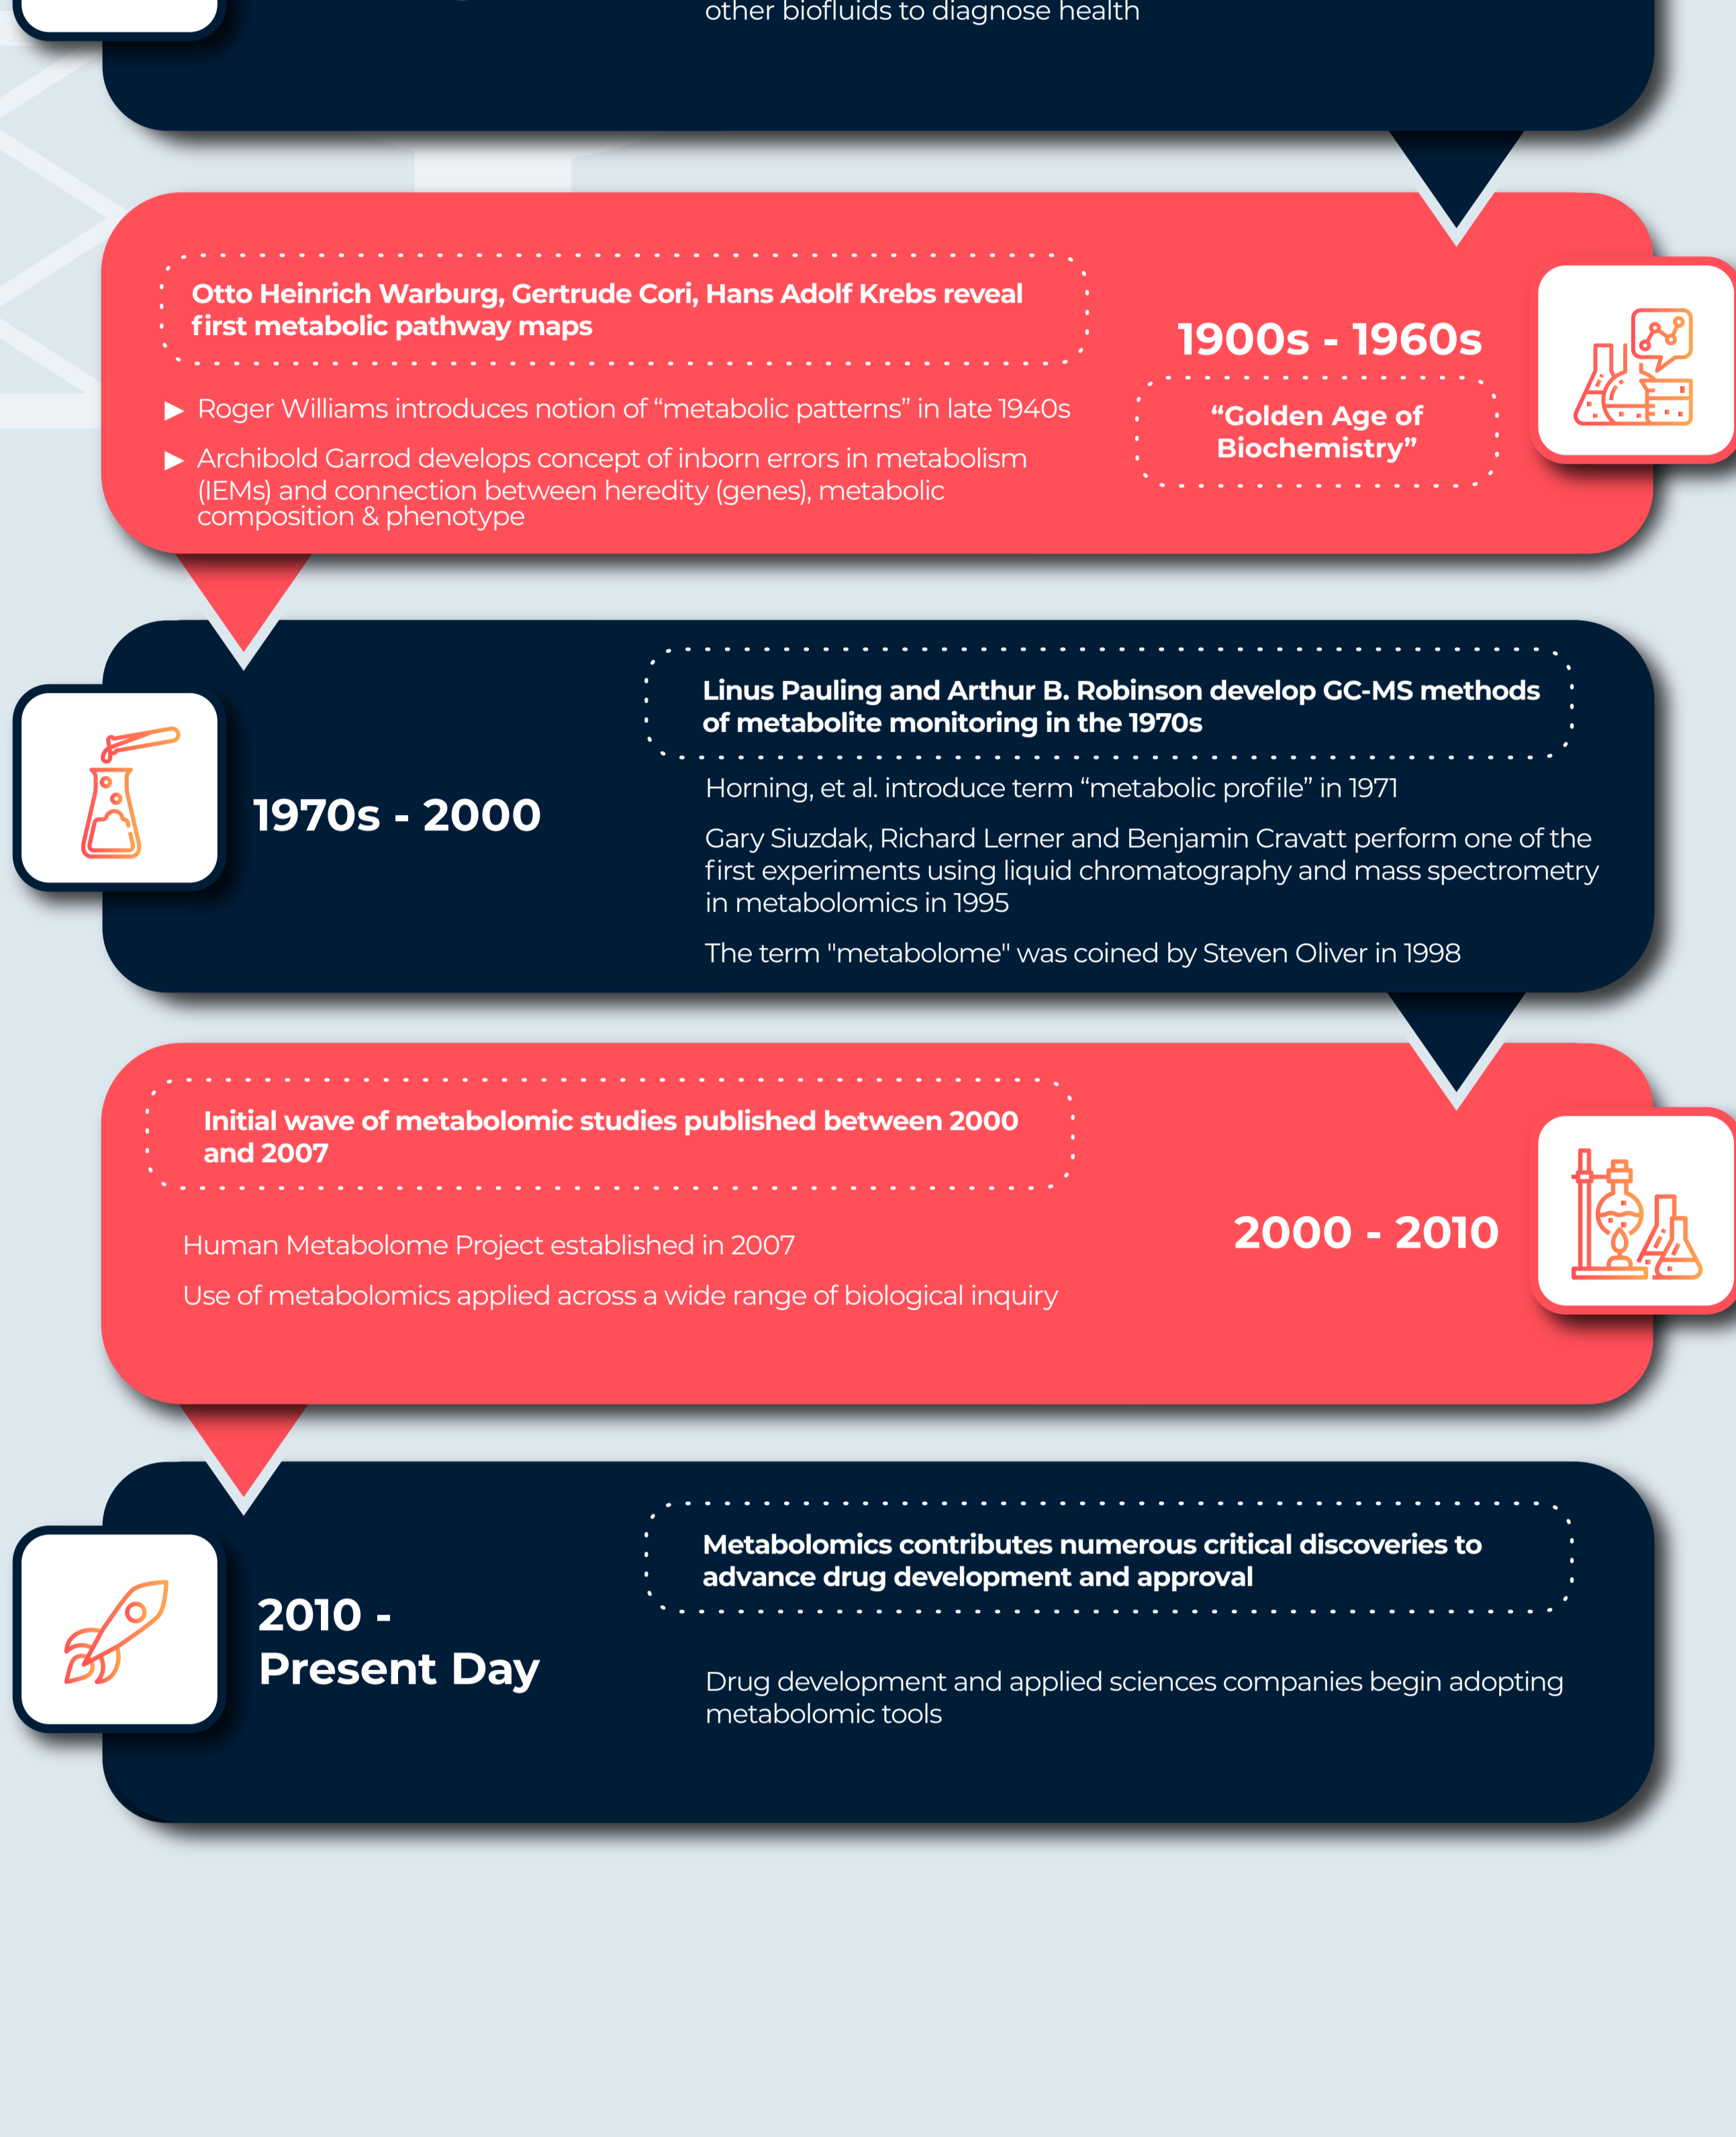 other biofluids to diagnose health
Otto Heinrich Warburg, Gertrude Cori, Hans Adolf Krebs reveal
first metabolic pathway maps
▶ Roger Williams introduces notion of “metabolic patterns” in late 1940s
▶ Archibold Garrod develops concept of inborn errors in metabolism
(IEMs) and connection between heredity (genes), metabolic
composition & phenotype
1900s - 1960s
“Golden Age of
Biochemistry”
1970s - 2000
Linus Pauling and Arthur B. Robinson develop GC-MS methods
of metabolite monitoring in the 1970s
Horning, et al. introduce term “metabolic profile” in 1971
Gary Siuzdak, Richard Lerner and Benjamin Cravatt perform one of the
first experiments using liquid chromatography and mass spectrometry
in metabolomics in 1995
The term "metabolome" was coined by Steven Oliver in 1998
Initial wave of metabolomic studies published between 2000
and 2007
Human Metabolome Project established in 2007
Use of metabolomics applied across a wide range of biological inquiry
2000 - 2010
2010 -
Present Day
Metabolomics contributes numerous critical discoveries to
advance drug development and approval
Drug development and applied sciences companies begin adopting
metabolomic tools